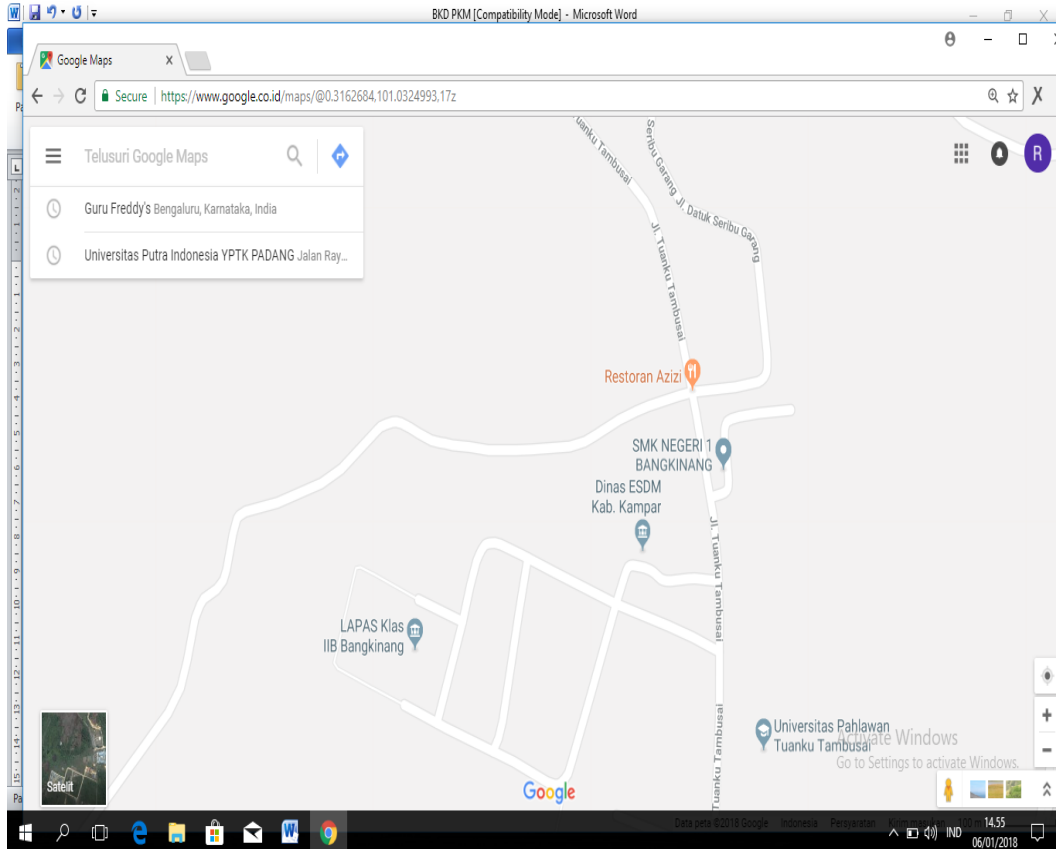 BKD PKM [Compatibility Mode] - Microsoft Word
Google Maps
Secure | https://www.google.co.id/maps/@0.3162684,101.0324993,17z
Telusuri Google Maps
R
Guru Freddy's Bengaluru, Karnataka, India
Universitas Putra Indonesia YPTK PADANG Jalan Ray...
Tuanku Tambusai
Seribu Garang
Jl. Datuk Seribu Garang
Jl. Tuanku Tambusai
Restoran Azizi
SMK NEGERI 1
BANGKINANG
Dinas ESDM
Kab. Kampar
Jl. Tuanku Tambusai
LAPAS Klas
IIB Bangkinang
Tuanku Tambusai
Universitas Pahlawan
Tuanku Tambusai
Activate Windows
Go to Settings to activate Windows.
Satelit
Google
Data peta ©2018 Google Indonesia Persyaratan Kirim masukan 100 m
IND
14.55
06/01/2018